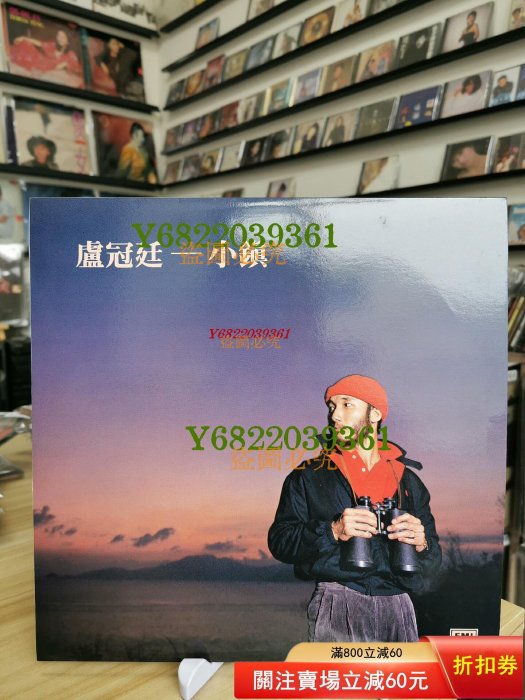 Y6822039361
盧冠廷 — 小鎮
盜圖必究
Y6822039361
盜圖必究
Y6822039361
盜圖必究
EMI
滿800立減60
關注賣場立減60元
折扣券